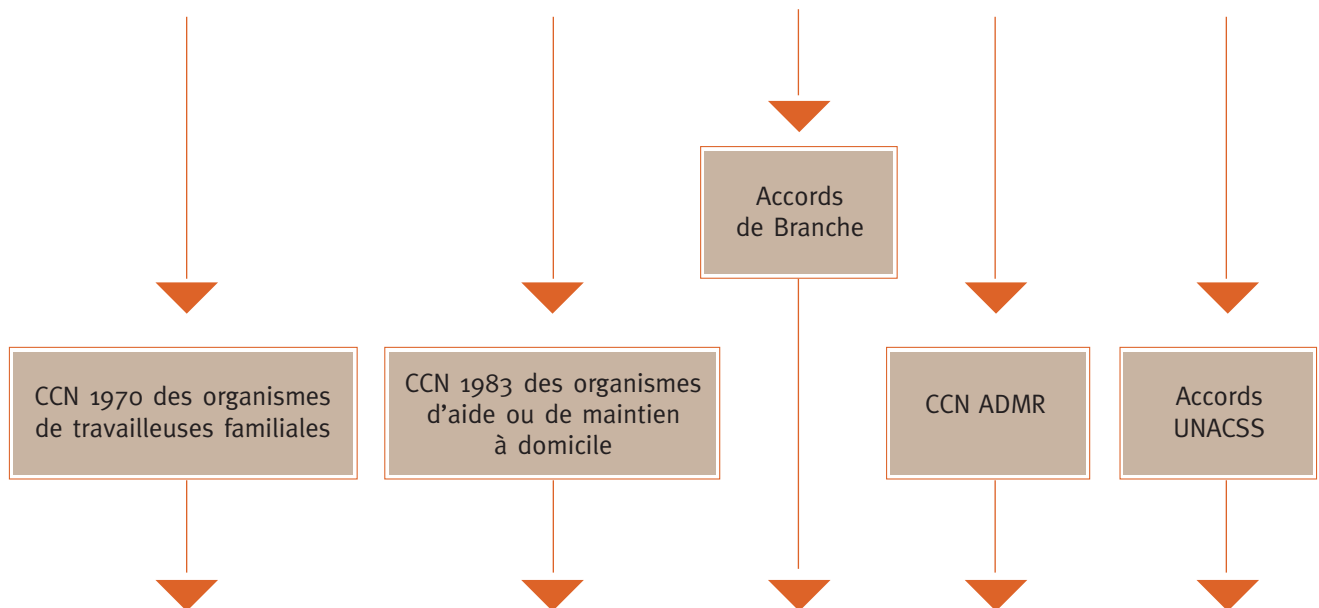 Accords
de Branche
CCN 1970 des organismes
de travailleuses familiales
CCN 1983 des organismes
d’aide ou de maintien
à domicile
CCN ADMR
Accords
UNACSS